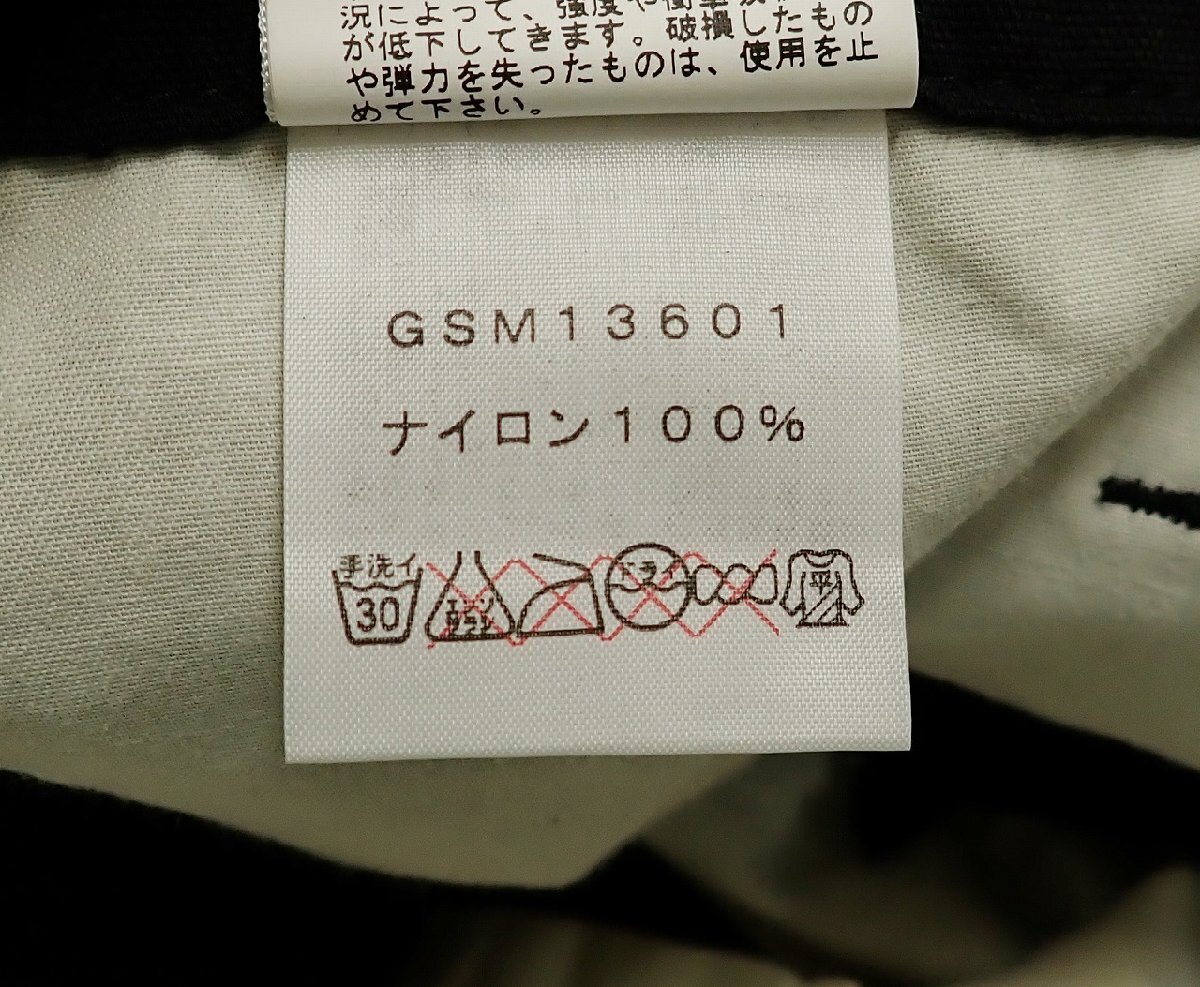 況によって、強度や衝撃
が低下してきます。破損したもの
や弾力を失ったものは、使用を止
めて下さい。
GSM13601
ナイロン100%
手洗イ
30
エンソ
サラシ
ドライ
平